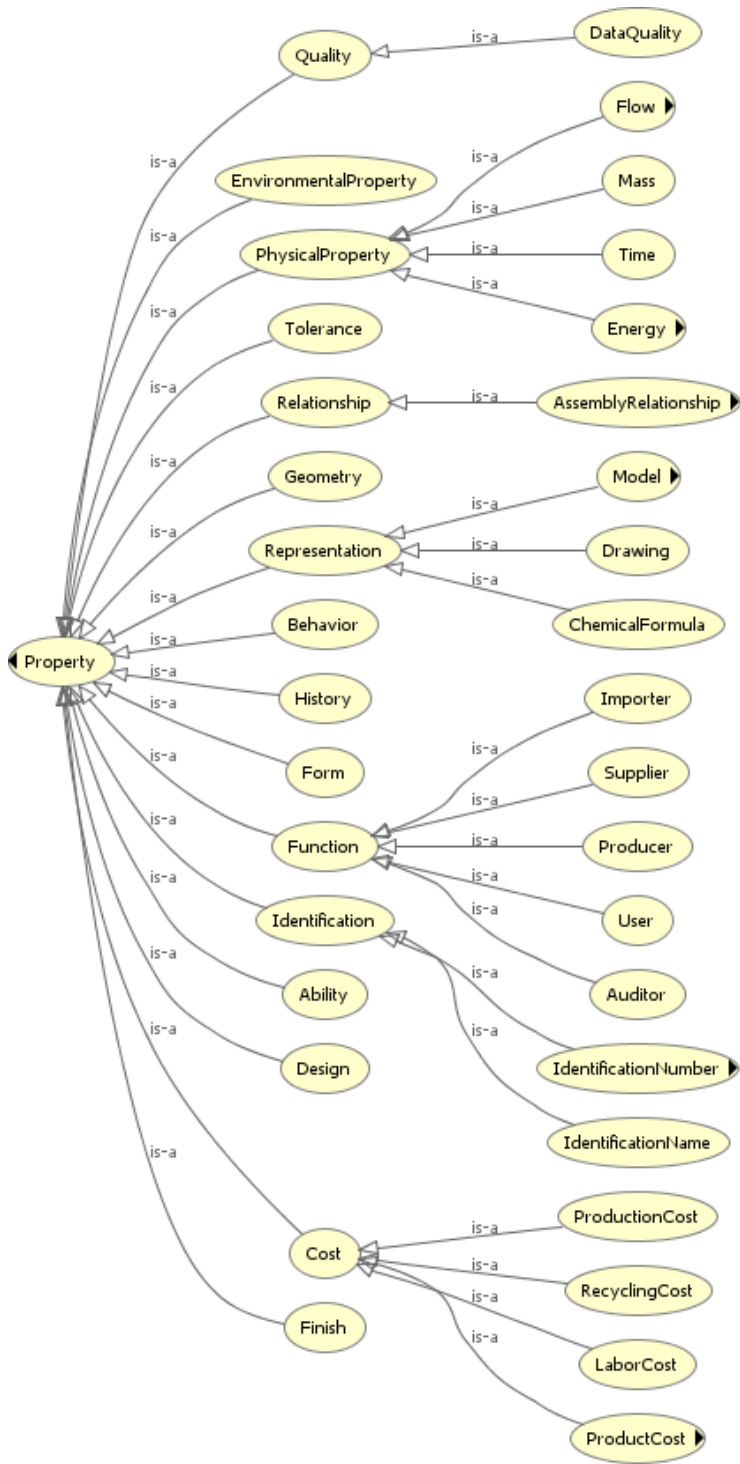 DataQuality
is-a
Quality
Flow
is-a
is-a
EnvironmentalProperty
Mass
is-a
is-a
PhysicalProperty
is-a
Time
is-a
is-a
Tolerance
Energy
is-a
Relationship
is-a
AssemblyRelationship
is-a
Geometry
Model
is-a
is-a
Representation
is-a
Drawing
is-a
is-a
Behavior
ChemicalFormula
is-a
Property
is-a
History
Importer
is-a
is-a
is-a
Form
Supplier
is-a
is-a
Function
is-a
Producer
is-a
is-a
Identification
User
is-a
is-a
Ability
Auditor
is-a
is-a
Design
IdentificationNumber
IdentificationName
is-a
ProductionCost
is-a
Cost
is-a
RecyclingCost
is-a
Finish
is-a
LaborCost
ProductCost